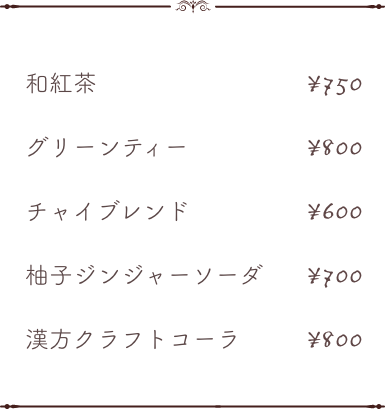 和紅茶 ¥750
グリーンティー ¥800
チャイブレンド ¥600
柚子ジンジャーソーダ ¥700
漢方クラフトコーラ ¥800